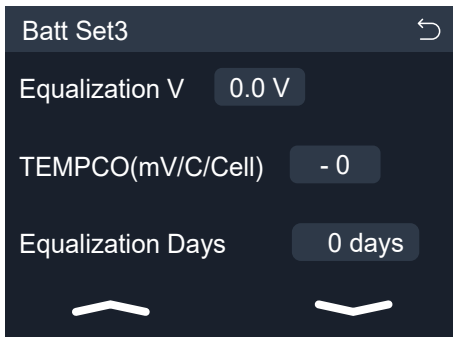 Batt Set3
Equalization V 0.0 V
TEMPCO(mV/C/Cell) - 0
Equalization Days 0 days